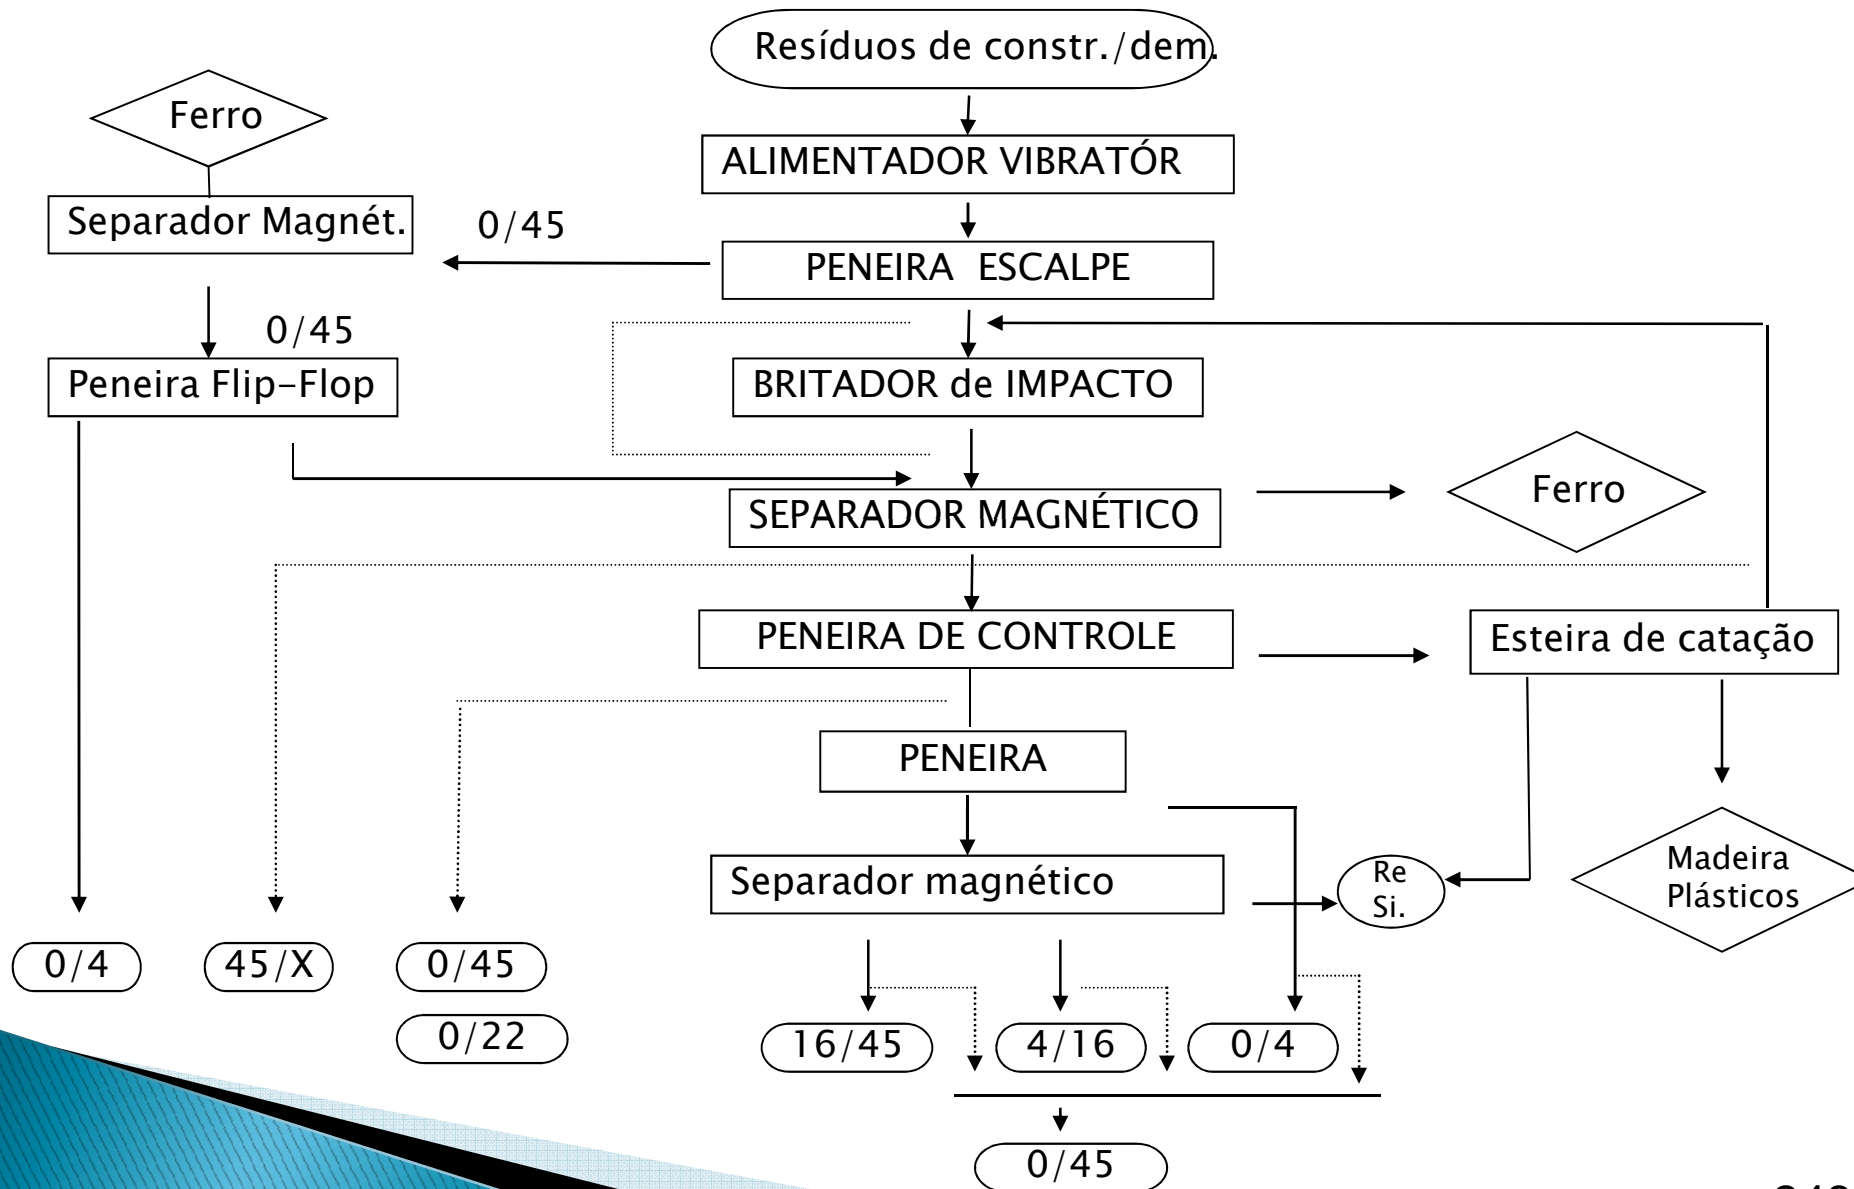 Resíduos de constr./dem.
Ferro
ALIMENTADOR VIBRATÓR
Separador Magnét.
0/45
PENEIRA ESCALPE
0/45
Peneira Flip-Flop
BRITADOR de IMPACTO
SEPARADOR MAGNÉTICO
Ferro
PENEIRA DE CONTROLE
Esteira de catação
PENEIRA
Separador magnético
Re
Si.
Madeira
Plásticos
0/4
45/X
0/45
0/22
16/45
4/16
0/4
0/45